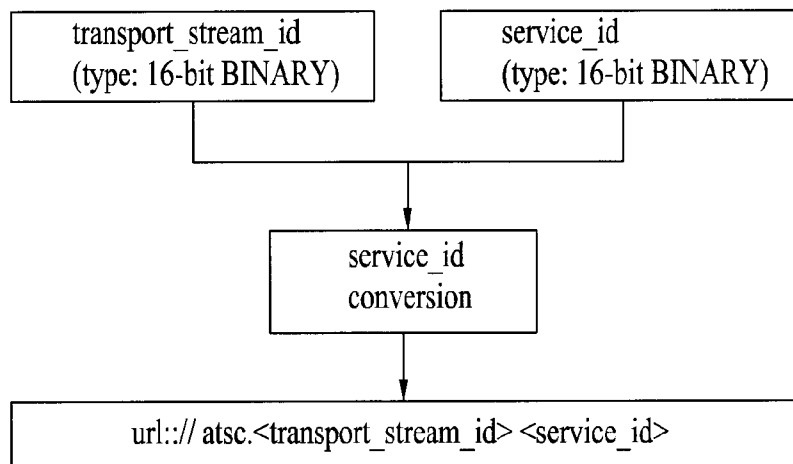 transport_stream_id
(type: 16-bit BINARY)
service_id
(type: 16-bit BINARY)
service_id
conversion
url::// atsc.<transport_stream_id> <service_id>